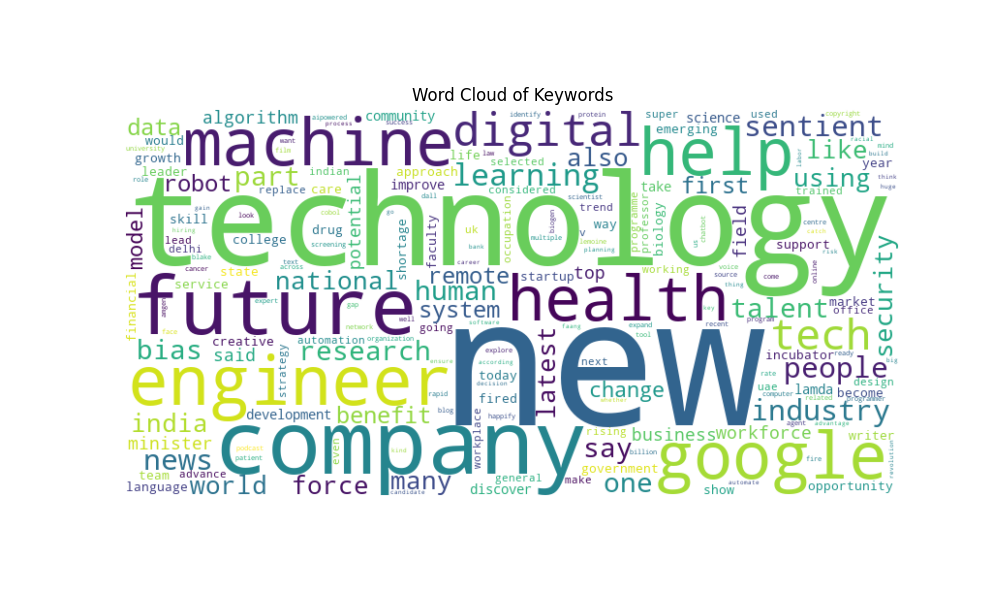 Word Cloud of Keywords
algorithm aipowered community identify protein super science used copyright
data process success digital emerging sentient
would machine want help like
university film life law selected also racial mind
growth indian learning year build
leader part approach take first using labor think
robot replace care improve considered scientist trained huge
role technology
gain cobol go dall trend professor us centre
model skill look potential shortage faculty occupation uk v way programme biology chatbot field catch
lead college drug bank multiple biogen lamoine planning support
delhi blake screening online security
cancer text across career remote startup top working voice come
state national source
service expert human talent market
financial anger future gap system health thing office
face network well going software faang expand key program recent big
creative automation organization latest tool tech
bias said research ensure explore according next incubator ready
strategy today decision rate people
engineer rapid fired change uae computer lamda design
whether related become programmer
india development benefit blog happify agent advantage industry
minister even workplace rising business workforce writer
podcast company say
news patient kind government billion google fire revolution
team advance general make automate
language world force many candidate discover one show opportunity